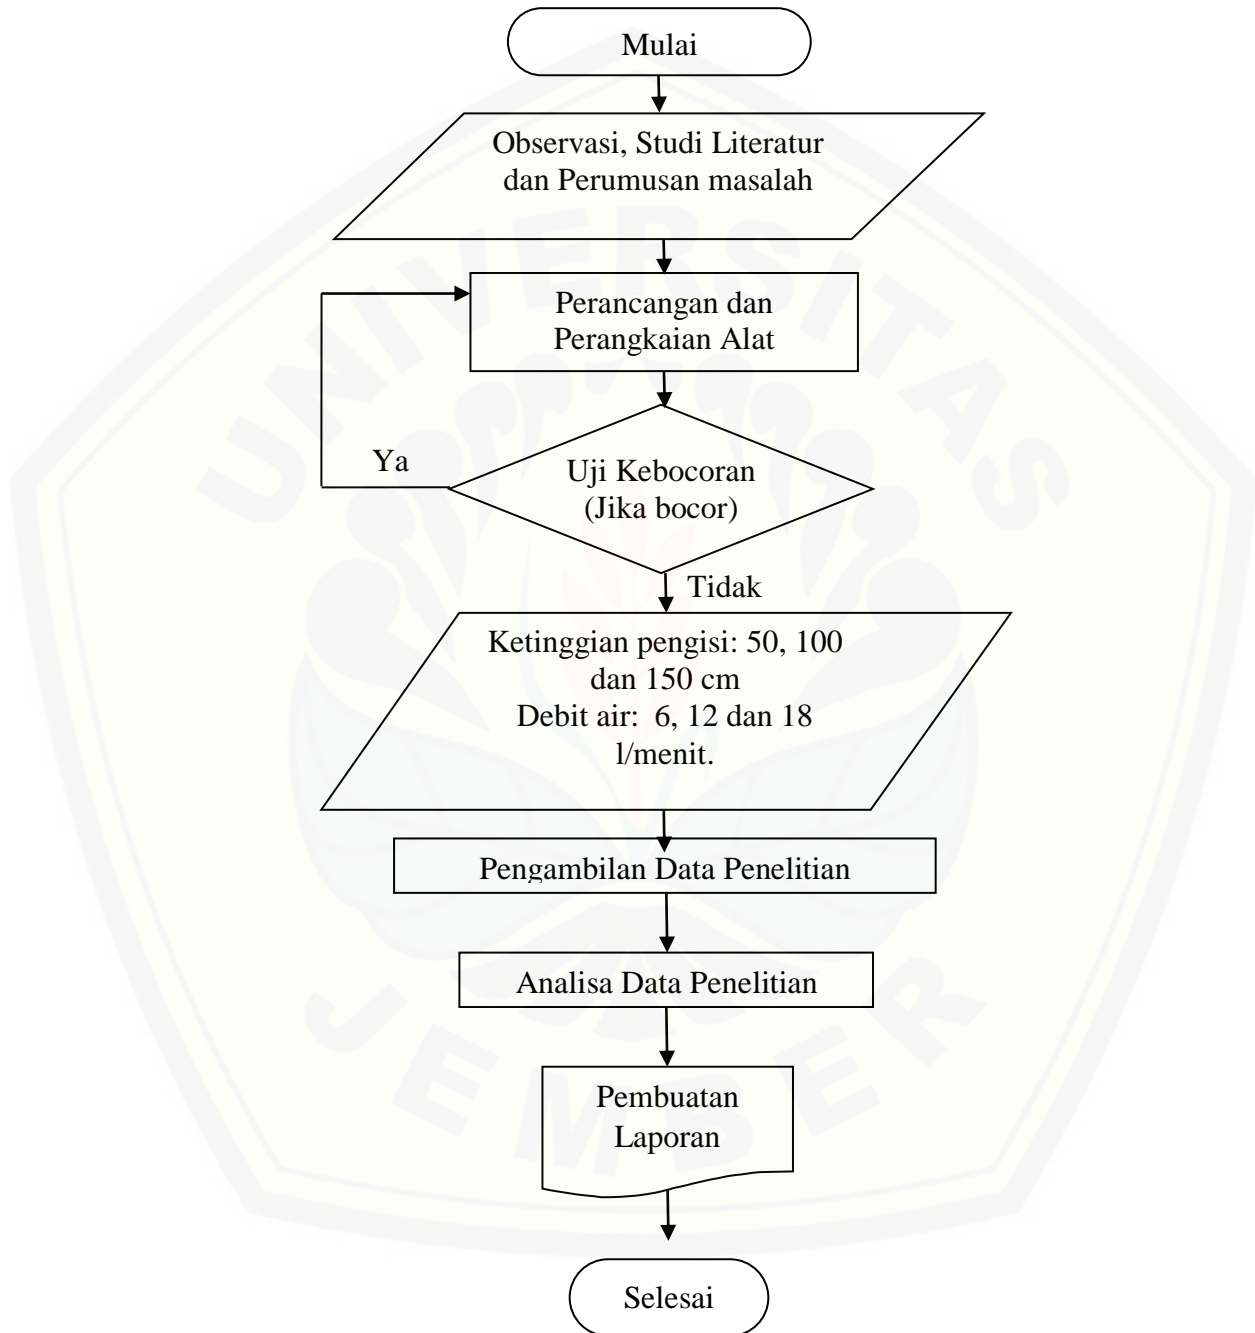 Mulai
Observasi, Studi Literatur
dan Perumusan masalah
Perancangan dan
Perangkaian Alat
Ya
Uji Kebocoran
(Jika bocor)
Tidak
Ketinggian pengisi: 50, 100
dan 150 cm
Debit air:  6, 12 dan 18
l/menit.
Pengambilan Data Penelitian
Analisa Data Penelitian
Pembuatan
Laporan
Selesai
UNIVERSITAS
JEMBER